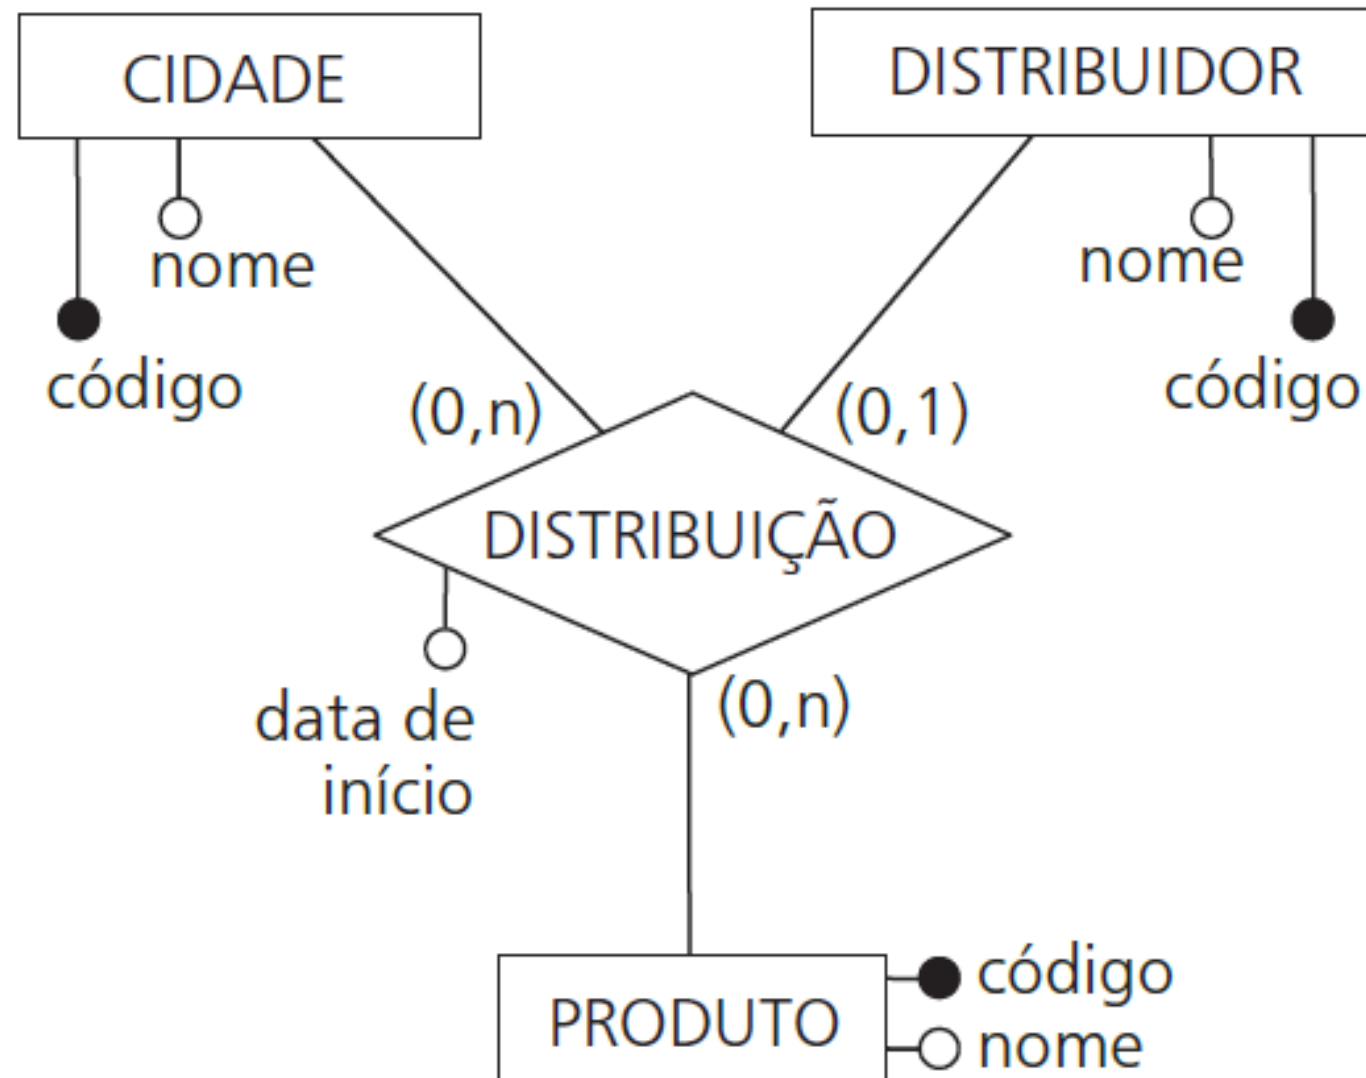 CIDADE
DISTRIBUIDOR
nome
nome
código
código
(0,n)
(0,1)
DISTRIBUIÇÃO
(0,n)
data de
início
código
PRODUTO
nome